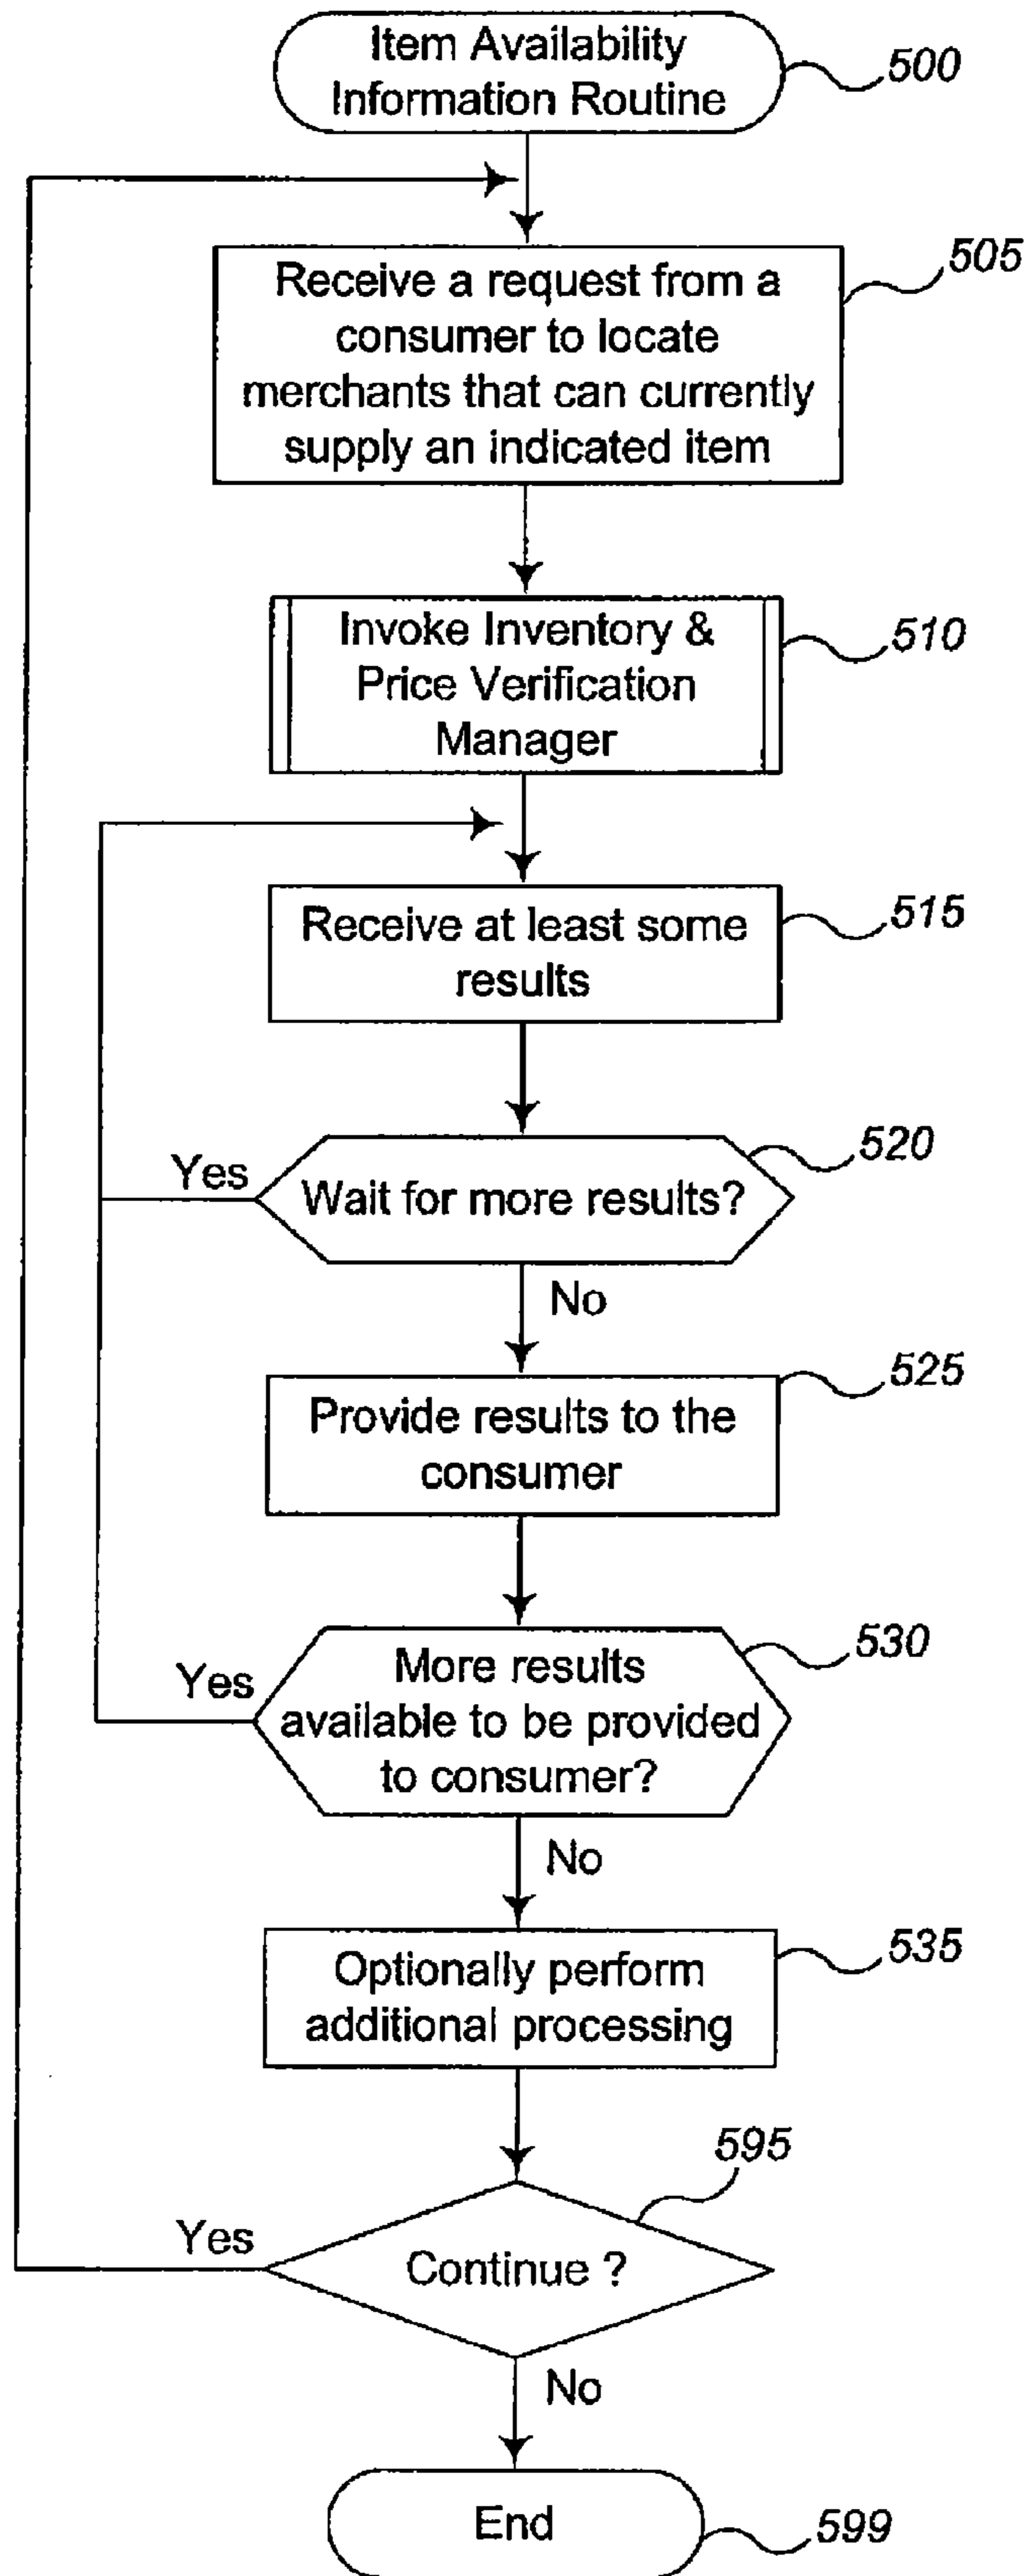 Item Availability
Information Routine
500
505
Receive a request from a
consumer to locate
merchants that can currently
supply an indicated item
Invoke Inventory &
Price Verification
Manager
510
Receive at least some
results
515
520
Yes
Wait for more results?
No
525
Provide results to the
consumer
530
Yes
More results
available to be provided
to consumer?
No
Optionally perform
additional processing
535
595
Yes
Continue ?
No
End
599